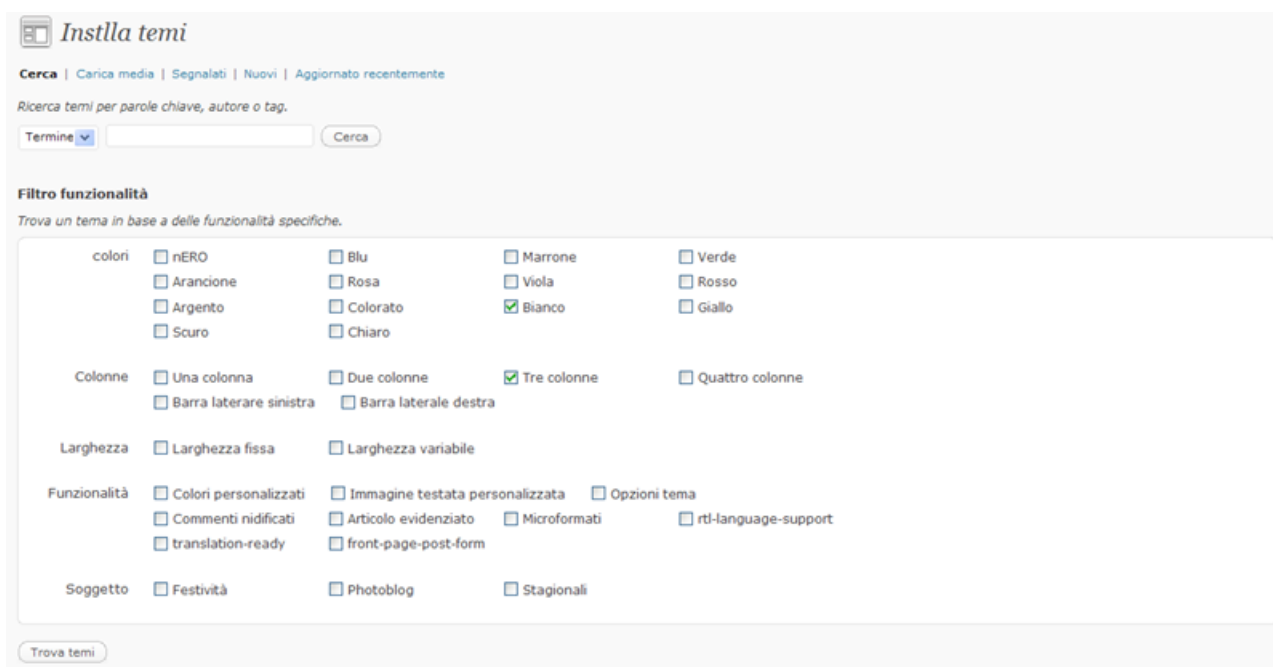 Instlla temi
Cerca | Carica media | Segnalati | Nuovi | Aggiornato recentemente
Ricerca temi per parole chiave, autore o tag.
Termine Cerca
Filtro funzionalità
Trova un tema in base a delle funzionalità specifiche.
colori nERO Blu Marrone Verde
Arancione Rosa Viola Rosso
Argento Colorato Bianco Giallo
Scuro Chiaro
Colonne Una colonna Due colonne Tre colonne Quattro colonne
Barra laterare sinistra Barra laterale destra
Larghezza Larghezza fissa Larghezza variabile
Funzionalità Colori personalizzati Immagine testata personalizzata Opzioni tema
Commenti nidificati Articolo evidenziato Microformati rtl-language-support
translation-ready front-page-post-form
Soggetto Festività Photoblog Stagionali
Trova temi